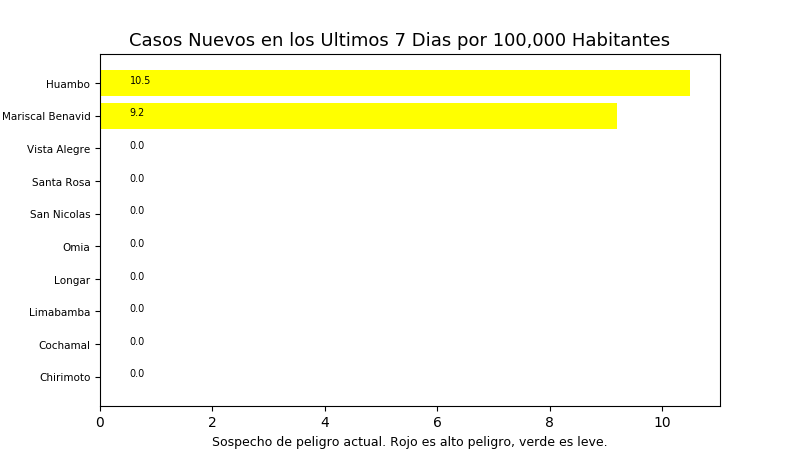 Casos Nuevos en los Ultimos 7 Dias por 100,000 Habitantes
Huambo 10.5
Mariscal Benavid 9.2
Vista Alegre 0.0
Santa Rosa 0.0
San Nicolas 0.0
Omia 0.0
Longar 0.0
Limabamba 0.0
Cochamal 0.0
Chirimoto 0.0
0 2 4 6 8 10
Sospecho de peligro actual. Rojo es alto peligro, verde es leve.